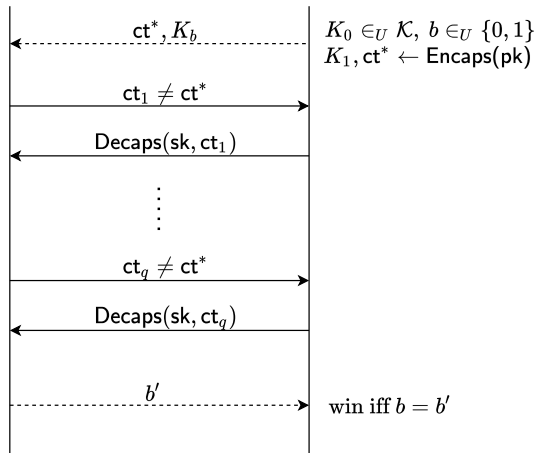 ct*, K_b
K_0 ∈_U 𝒦, b ∈_U {0, 1}
K_1, ct* ← Encaps(pk)
ct_1 ≠ ct*
Decaps(sk, ct_1)
⋮
ct_q ≠ ct*
Decaps(sk, ct_q)
b′
win iff b = b′